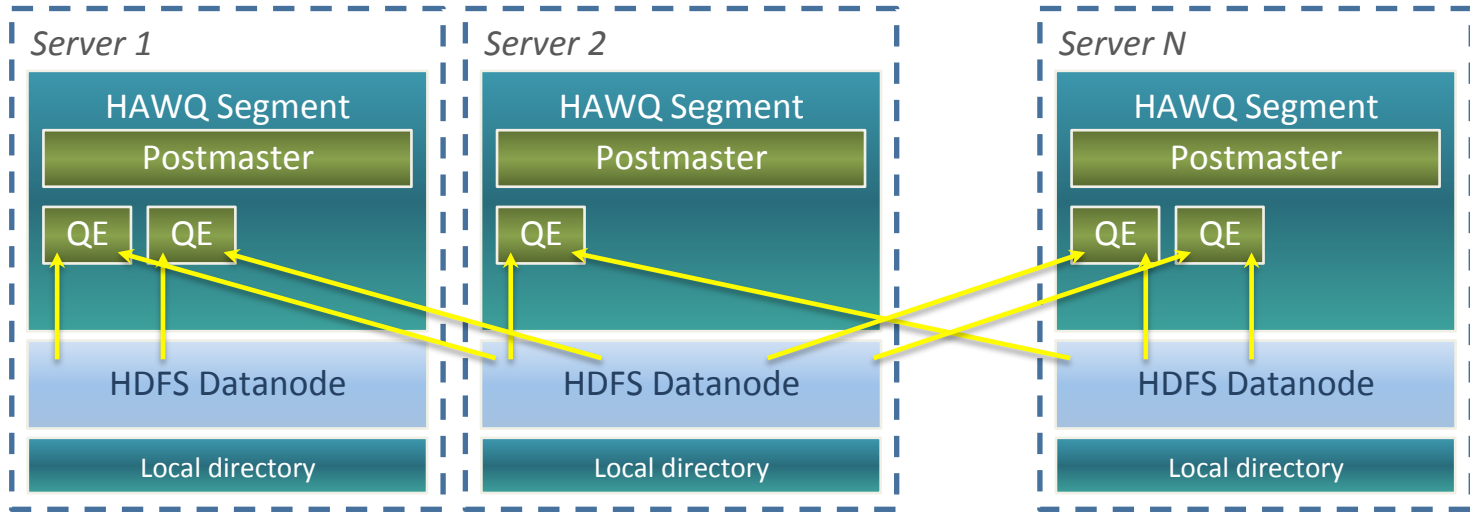 Server 1
HAWQ Segment
Postmaster
QE
QE
HDFS Datanode
Local directory
Server 2
HAWQ Segment
Postmaster
QE
HDFS Datanode
Local directory
Server N
HAWQ Segment
Postmaster
QE
QE
HDFS Datanode
Local directory